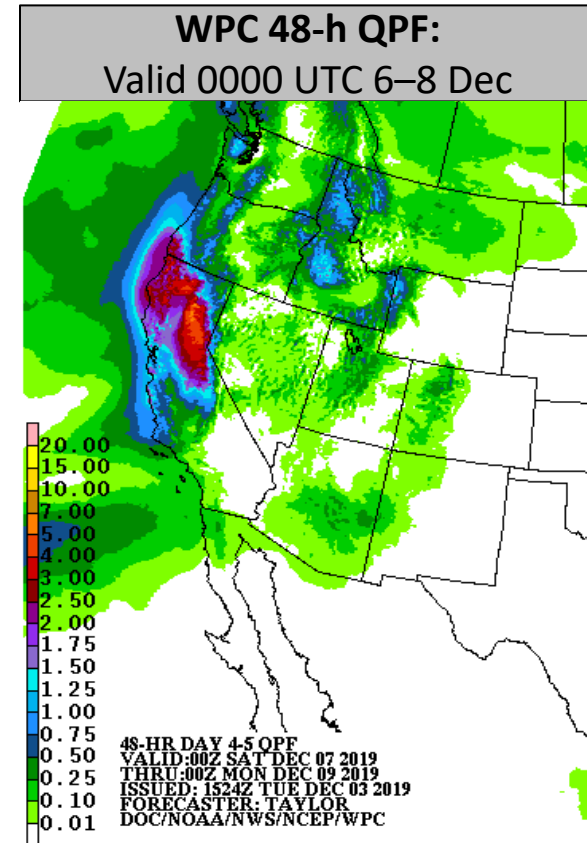 WPC 48-h QPF:
Valid 0000 UTC 6–8 Dec
20.00
15.00
10.00
7.00
5.00
4.00
3.00
2.50
2.00
1.75
1.50
1.25
1.00
0.75
0.50
0.25
0.10
0.01
48-HR DAY 4-5 QPF
VALID:00Z SAT DEC 07 2019
THRU:00Z MON DEC 09 2019
ISSUED: 1524Z TUE DEC 03 2019
FORECASTER: TAYLOR
DOC/NOAA/NWS/NCEP/WPC